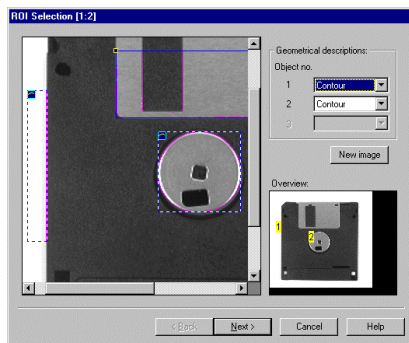 ROI Selection [1:2]
Geometrical descriptions:
Object no.
1 Contour
2 Contour
3
New image
Overview:
1
2
< Back
Next >
Cancel
Help